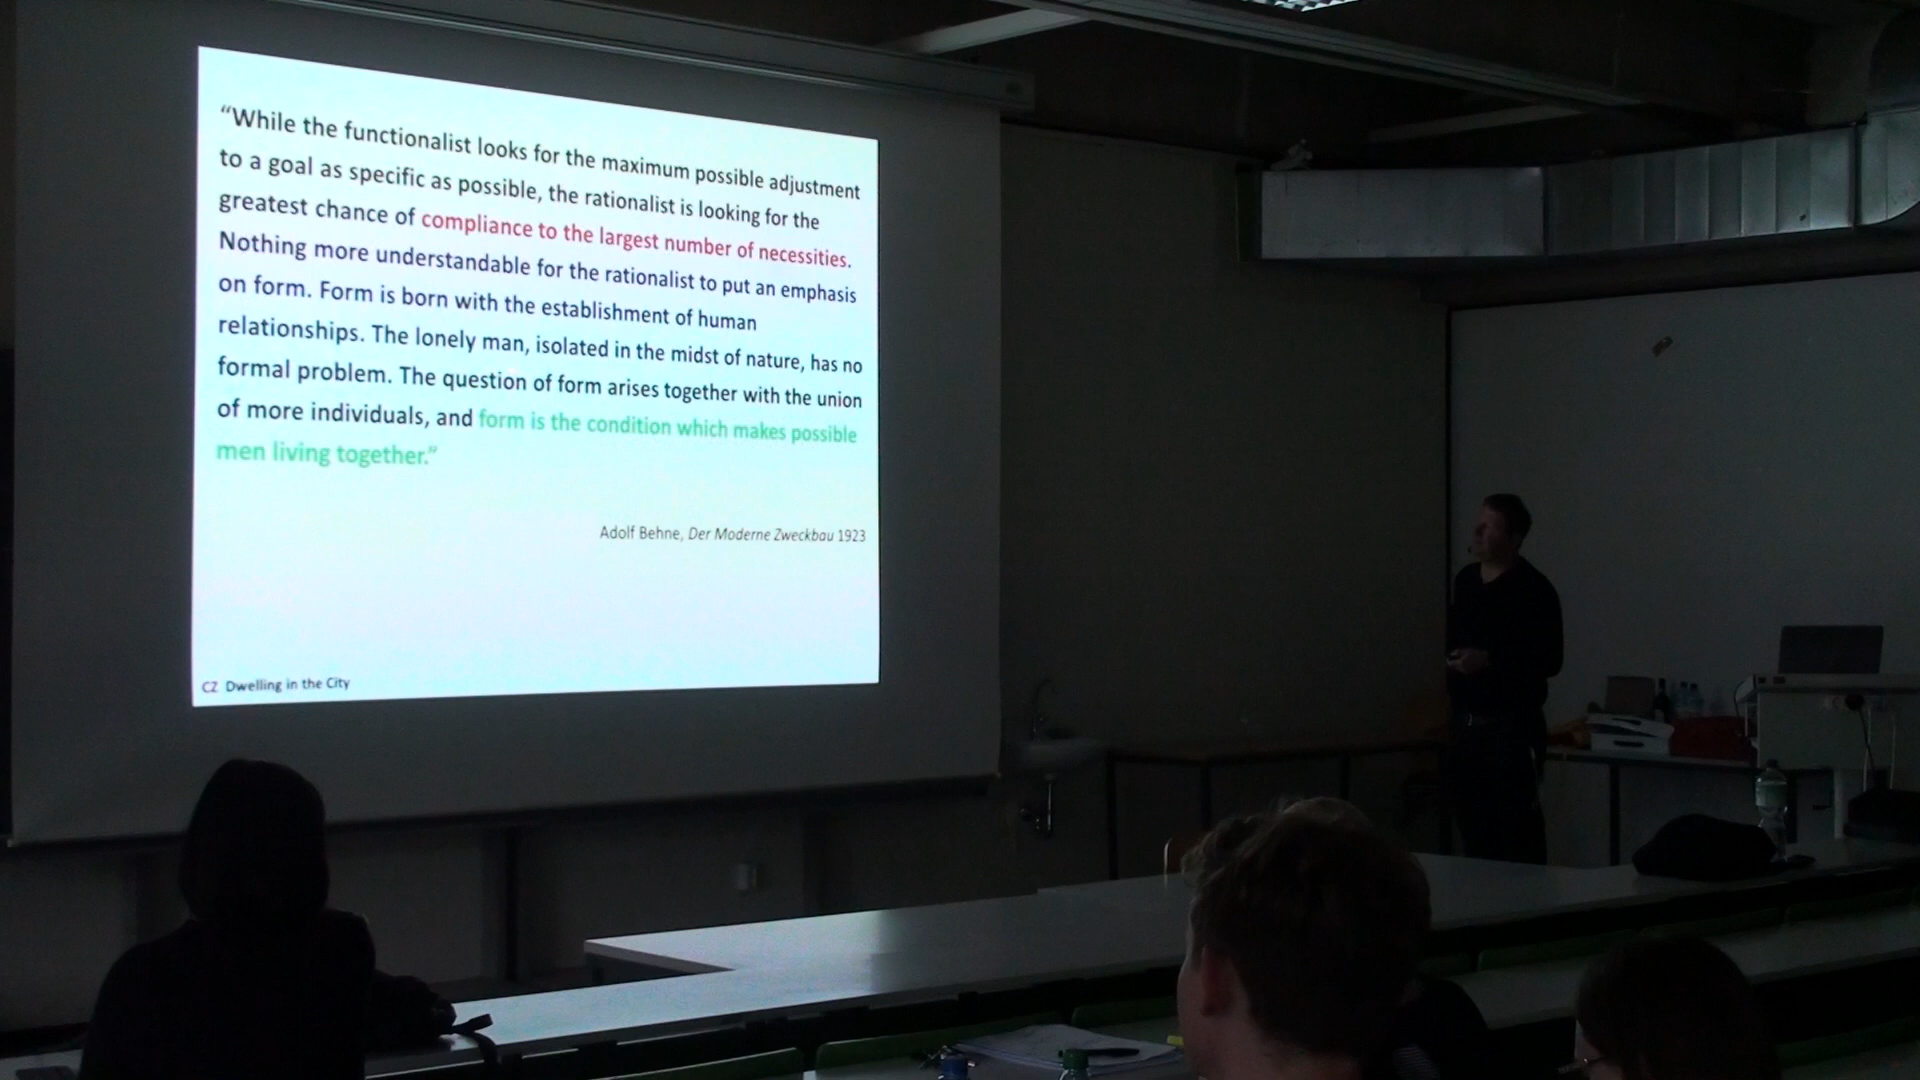 “While the functionalist looks for the maximum possible adjustment
to a goal as specific as possible, the rationalist is looking for the
greatest chance of compliance to the largest number of necessities.
Nothing more understandable for the rationalist to put an emphasis
on form. Form is born with the establishment of human
relationships. The lonely man, isolated in the midst of nature, has no
formal problem. The question of form arises together with the union
of more individuals, and form is the condition which makes possible
men living together.”
Adolf Behne, Der Moderne Zweckbau 1923
CZ Dwelling in the City